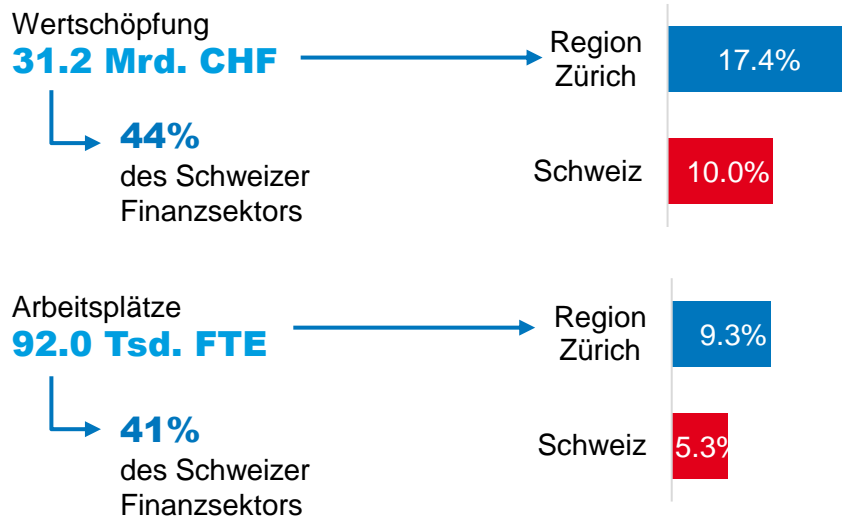 Wertschöpfung
31.2 Mrd. CHF
44%
des Schweizer
Finanzsektors
Region
Zürich
17.4%
Schweiz
10.0%
Arbeitsplätze
92.0 Tsd. FTE
41%
des Schweizer
Finanzsektors
Region
Zürich
9.3%
Schweiz
5.3%